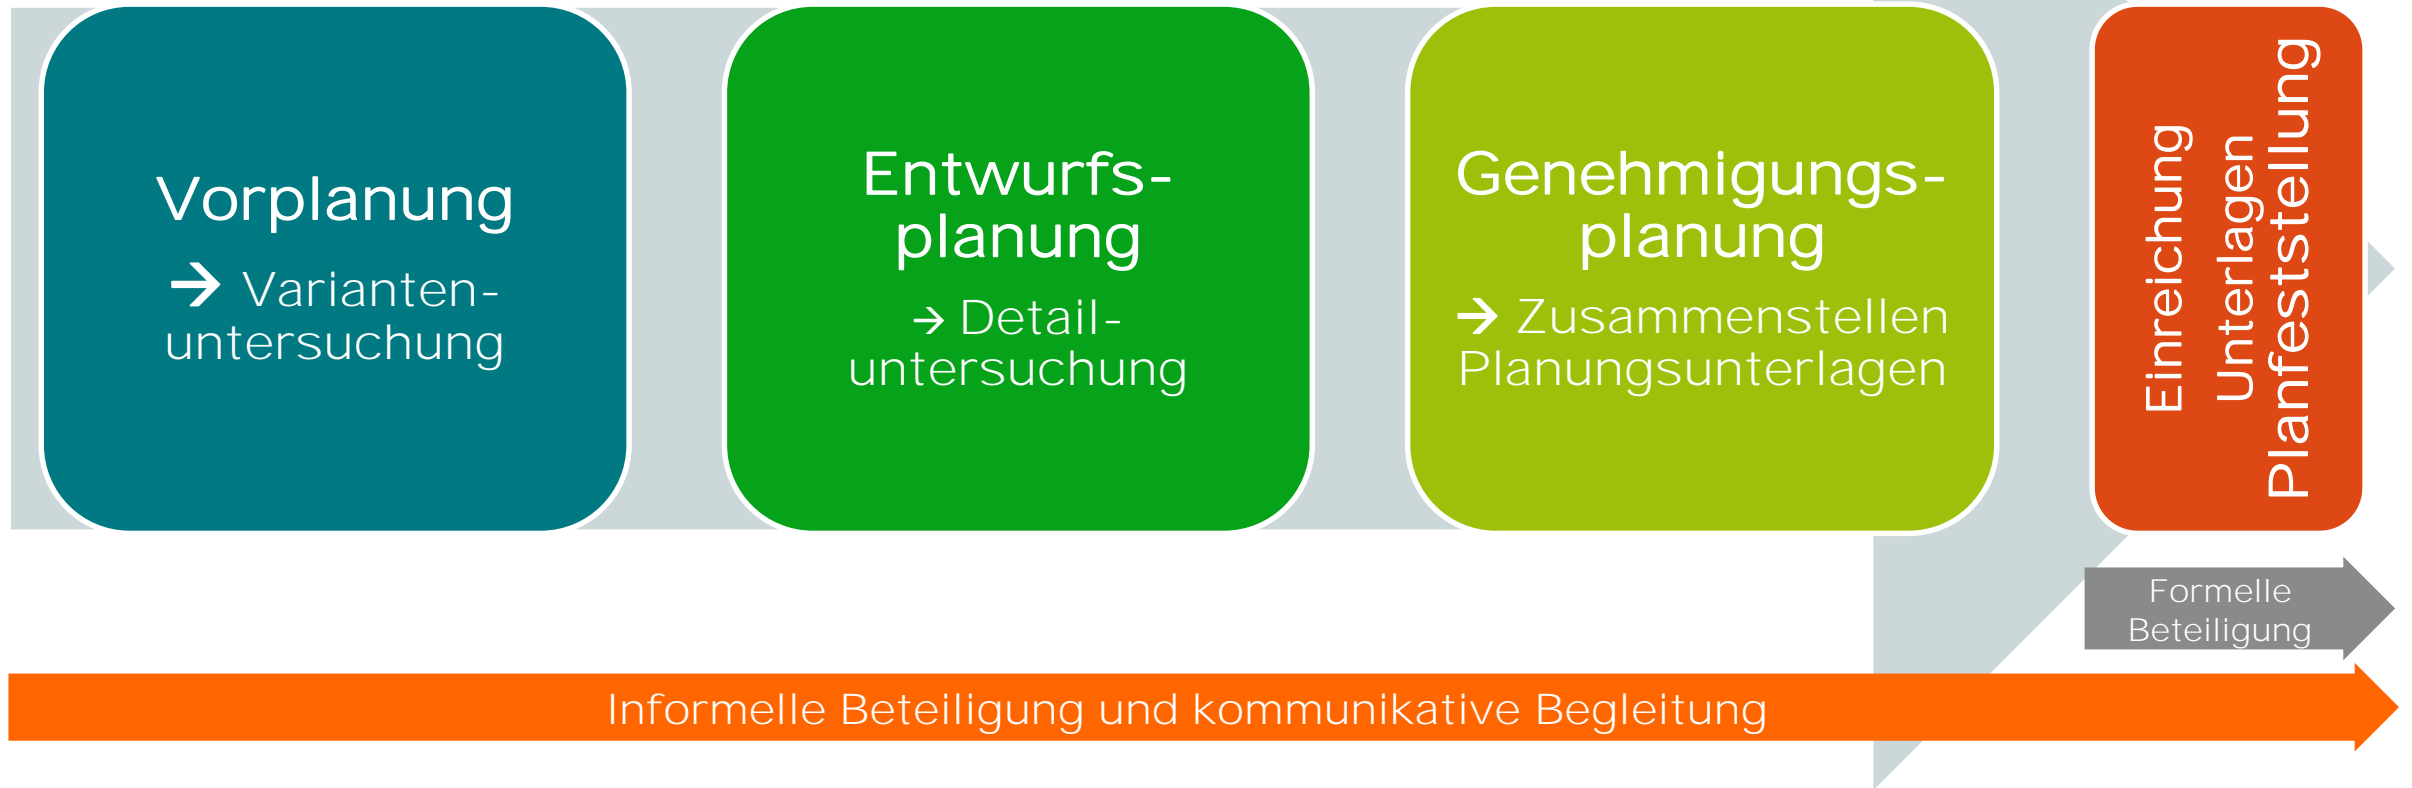 Vorplanung
→ Varianten-
untersuchung
Entwurfs-
planung
→ Detail-
untersuchung
Genehmigungs-
planung
→ Zusammenstellen
Planungsunterlagen
Einreichung
Unterlagen
Planfeststellung
Formelle
Beteiligung
Informelle Beteiligung und kommunikative Begleitung